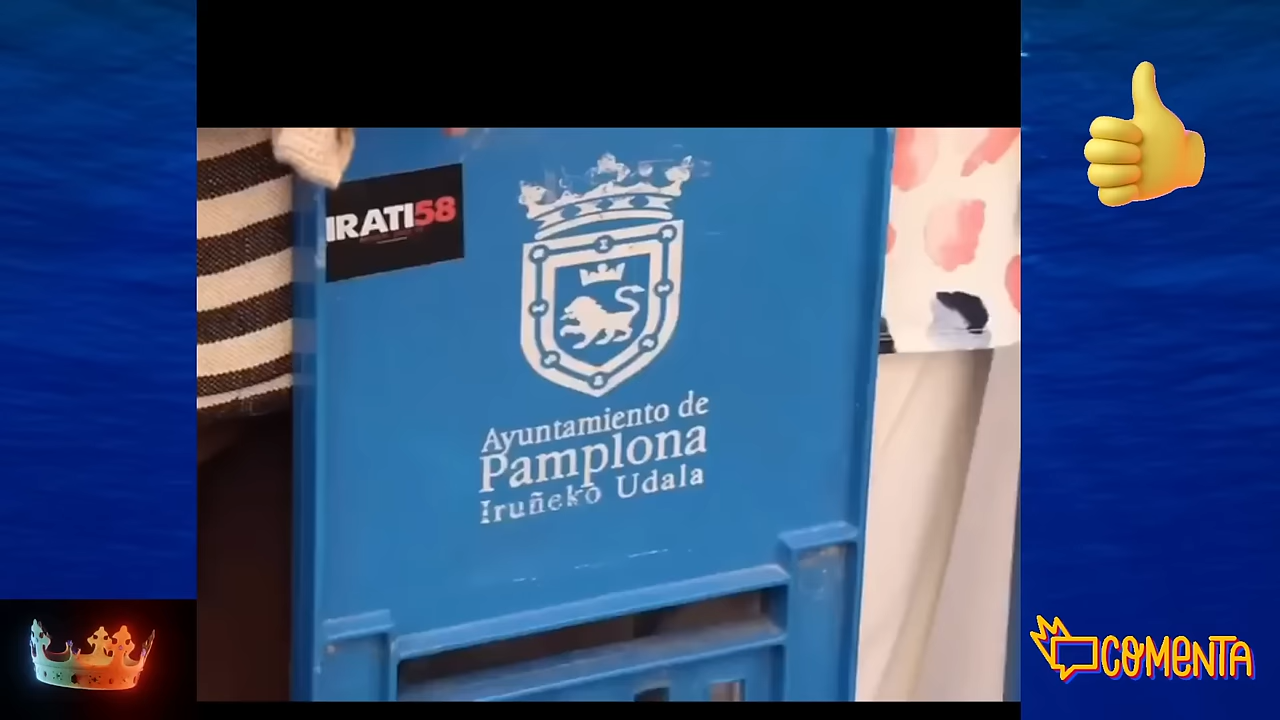 IRATI58
Ayuntamiento de
Pamplona
Iruñeko Udala
COMENTA